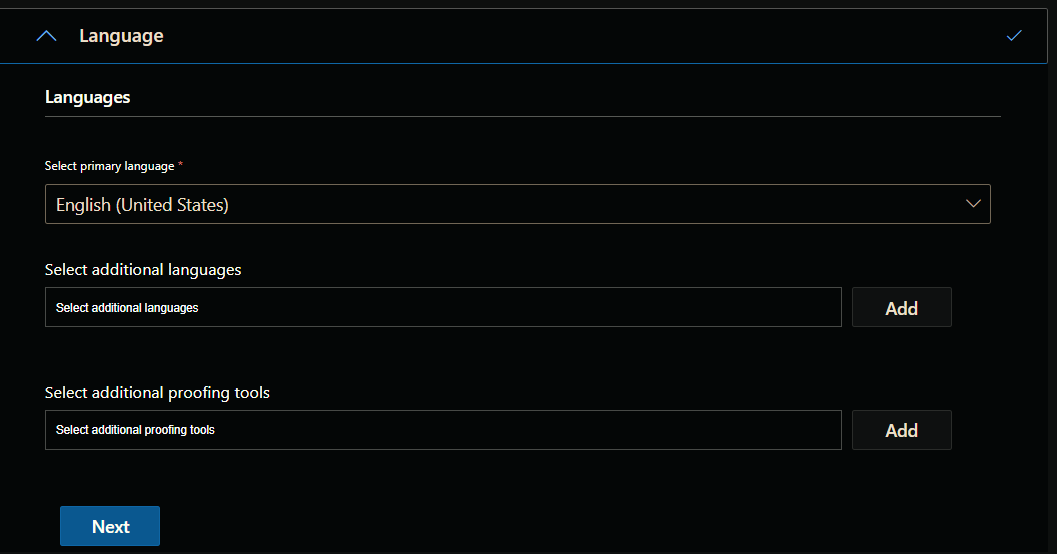 Language
Languages
Select primary language *
English (United States)
Select additional languages
Select additional languages
Add
Select additional proofing tools
Select additional proofing tools
Add
Next